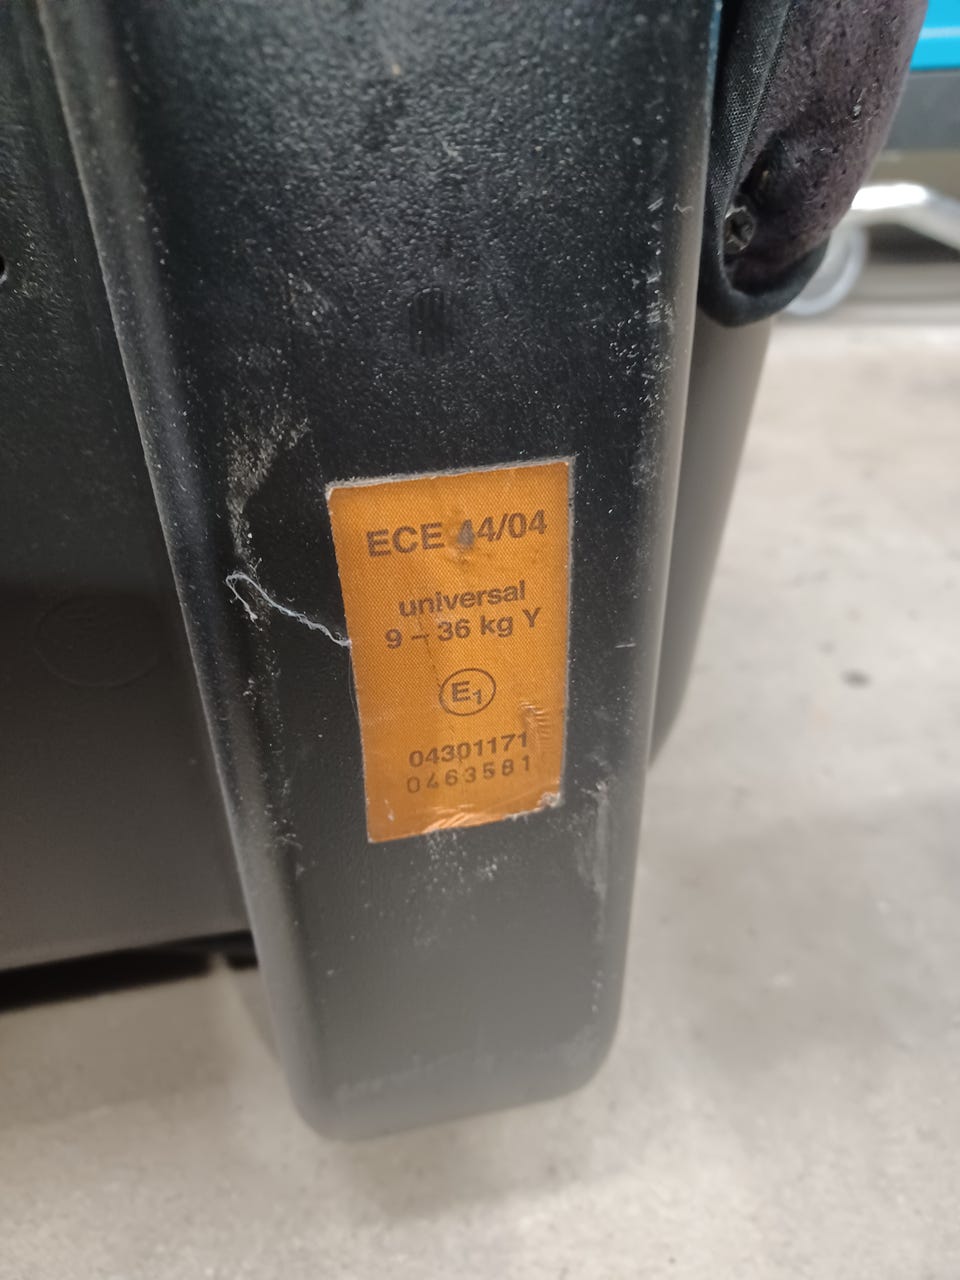 ECE 44/04
universal
9 – 36 kg Y
E1
04301171
0463581